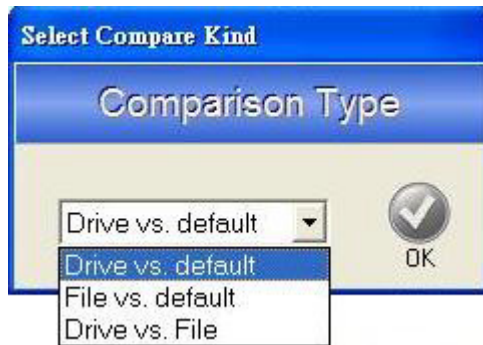 Select Compare Kind
Comparison Type
Drive vs. default
OK
Drive vs. default
File vs. default
Drive vs. File